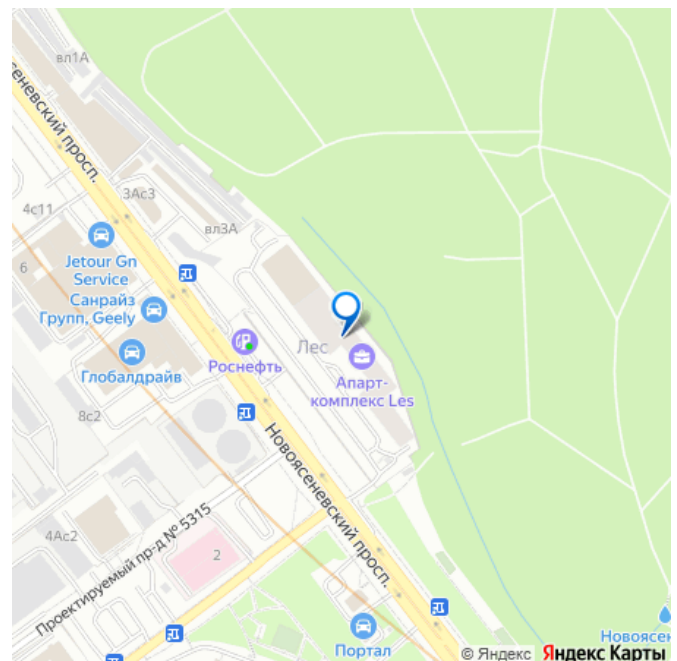 вл1А
сеневский просп.
3Ас3
4с11
вл3А
6
Jetour Gn
Service
Санрайз
Групп, Geely
Роснефть
Лес
Апарт-
комплекс Les
Глобалдрайв
8с2
Новоясеневский просп.
Проектируемый пр-д № 5315
4Ас2
2
Портал
Новоясен
© Яндекс Яндекс Карты